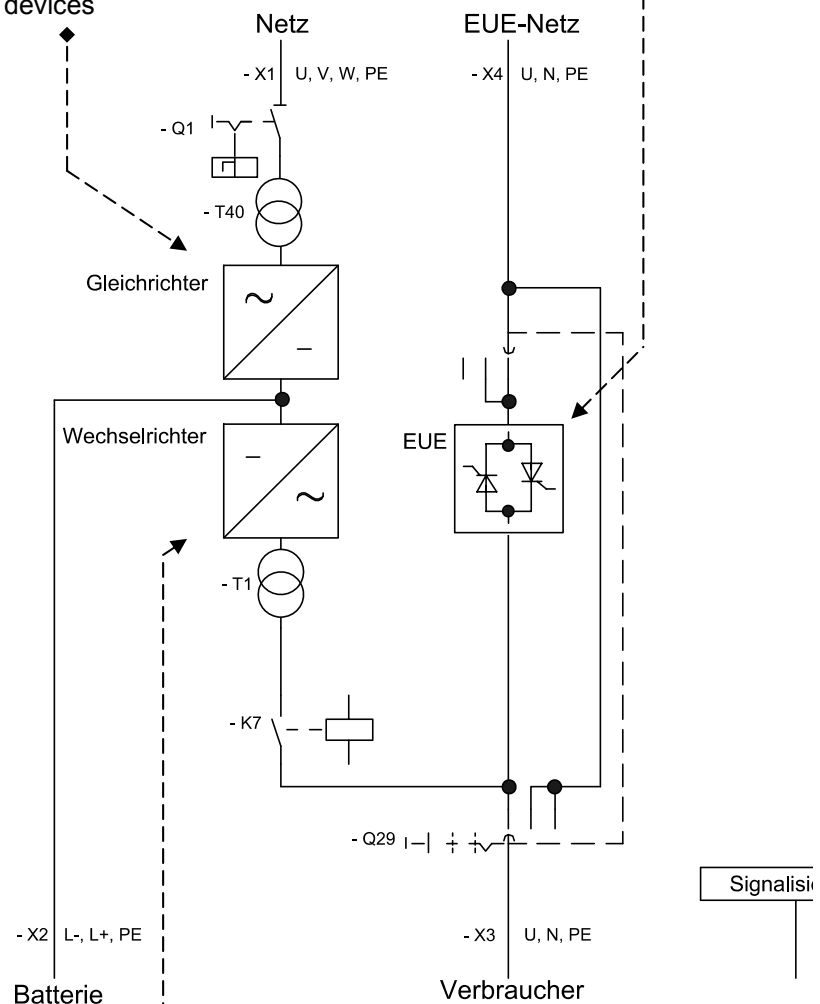 devices
Netz
EUE-Netz
- X1 U, V, W, PE
- X4 U, N, PE
- Q1
- T40
Gleichrichter
~
–
Wechselrichter
EUE
–
~
- T1
- K7
- Q29
Signalisi
- X2 L-, L+, PE
- X3 U, N, PE
Batterie
Verbraucher